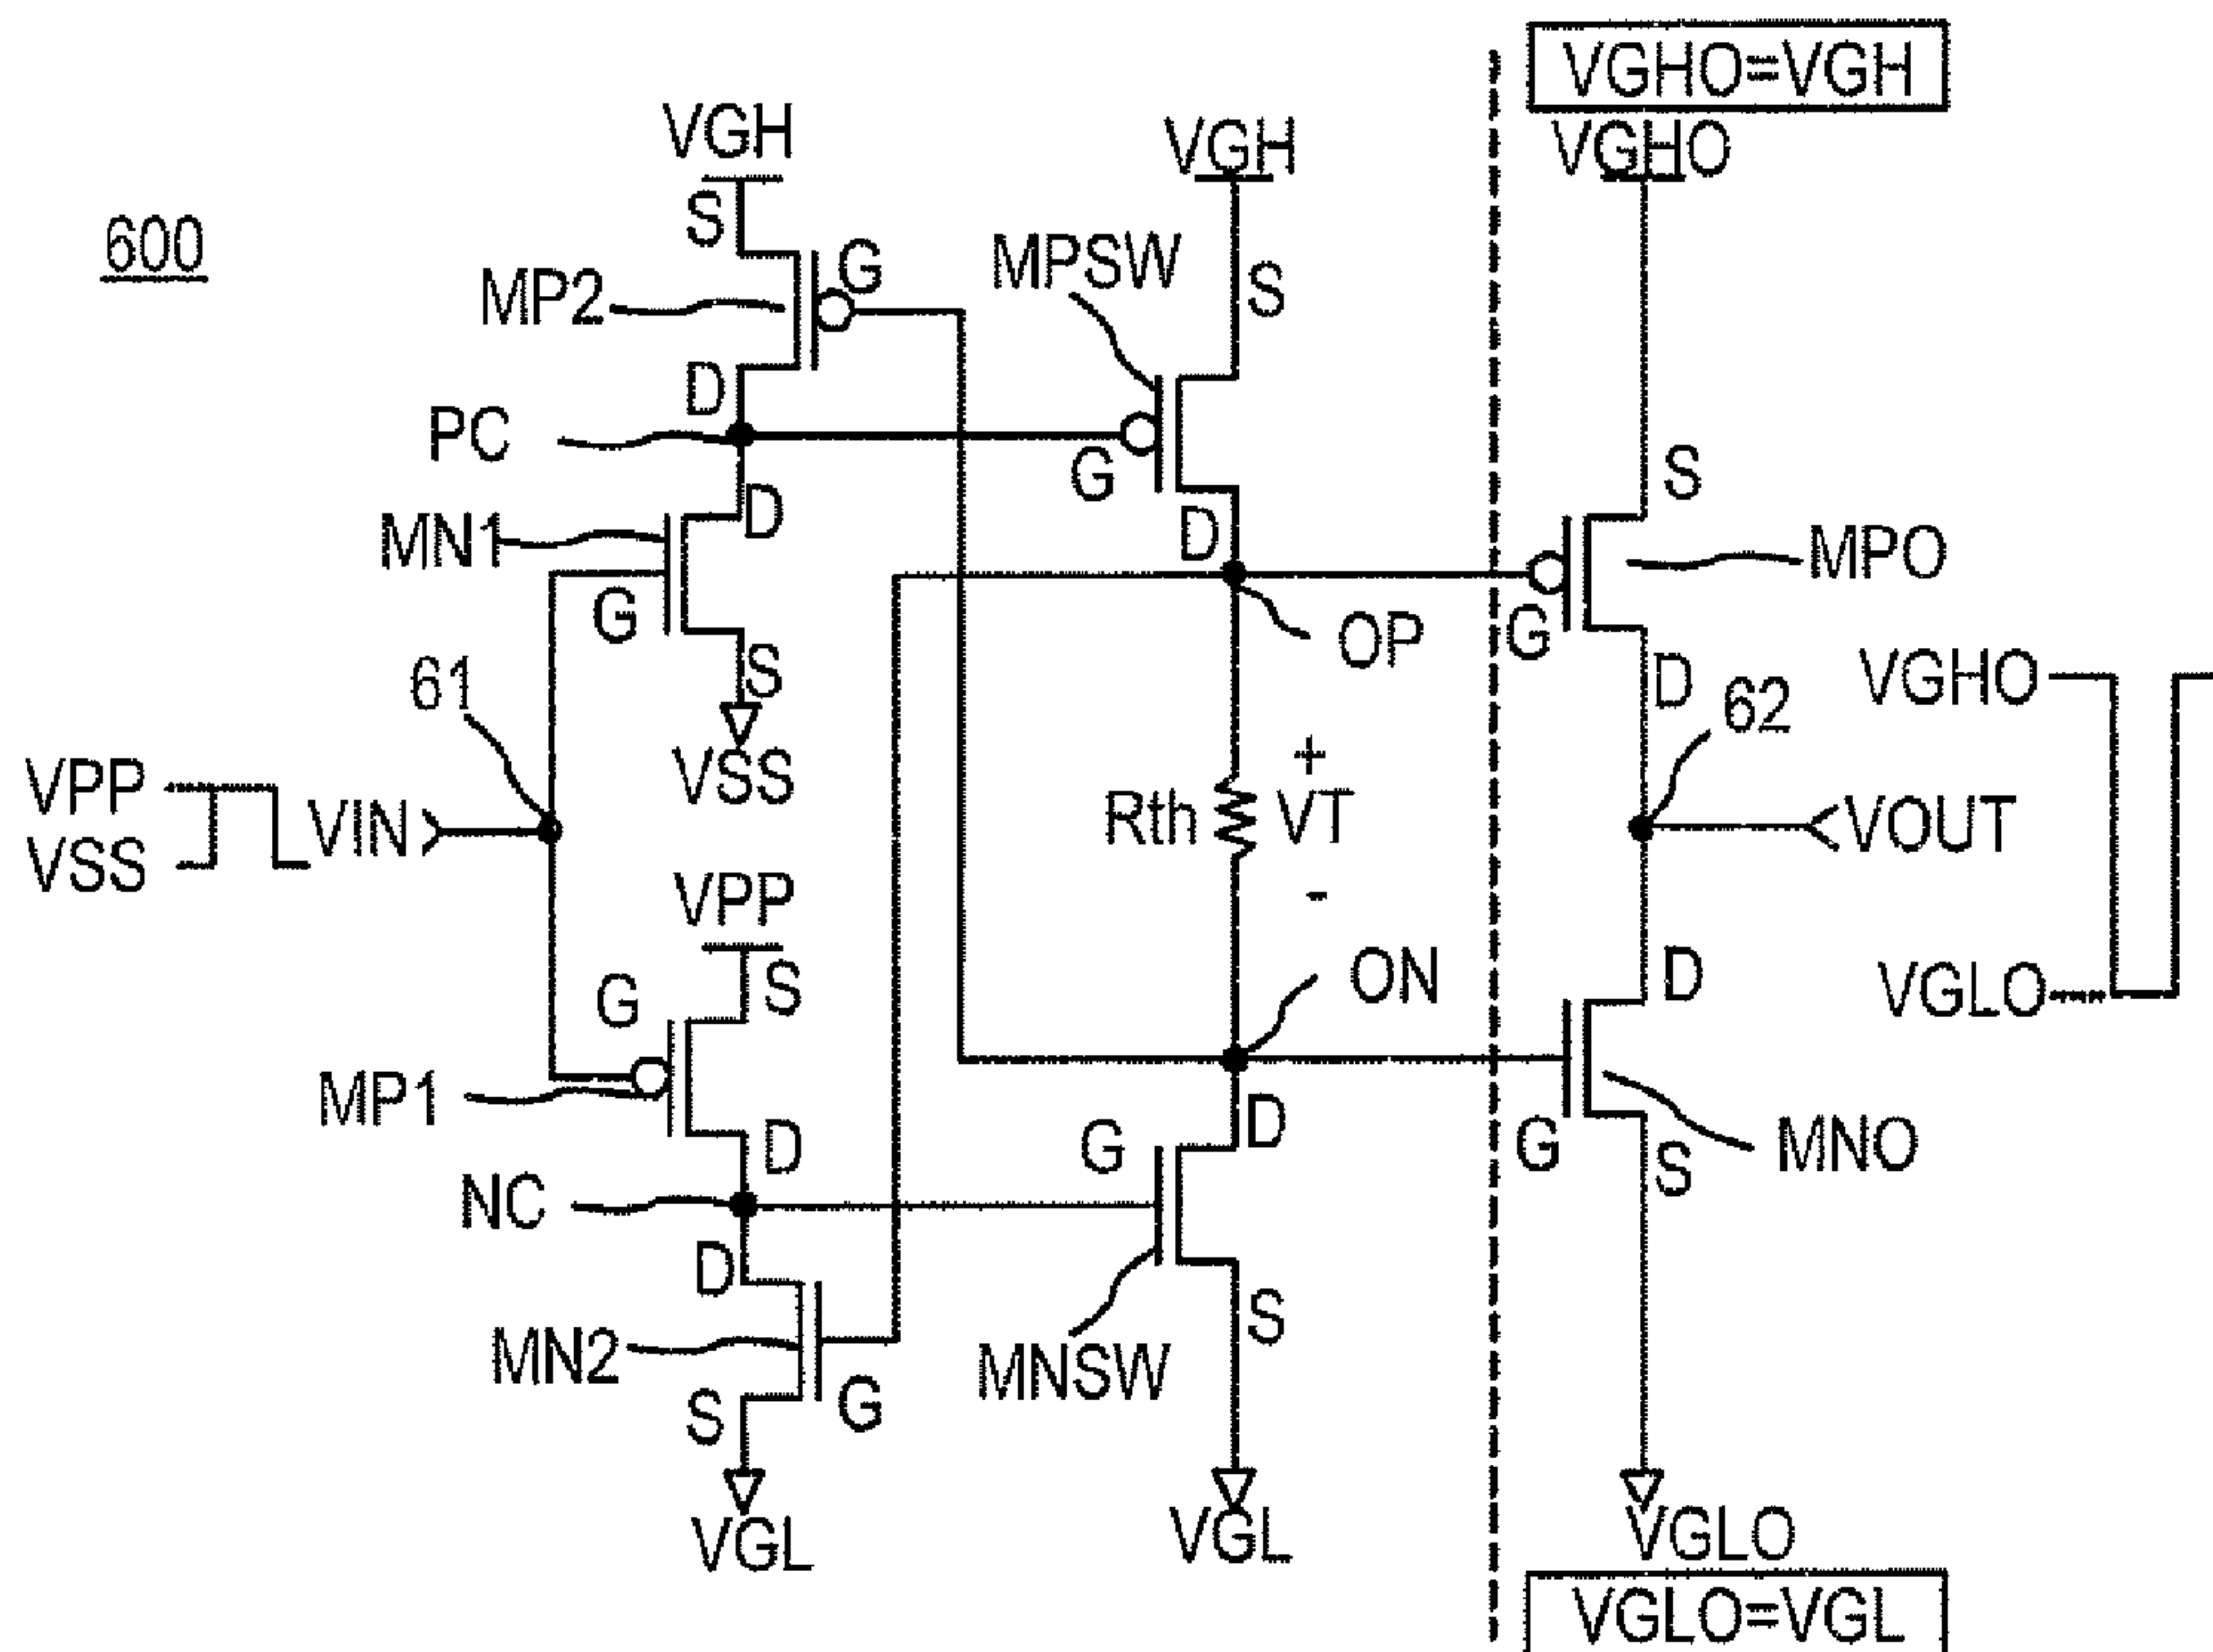 VGHO=VGH
VGH
VGH
VGHO
600
S
G
MP2
MPSW
S
D
PC
G
S
D
MN1
D
MPO
G
G
OP
S
D
61
VGHO
62
VSS
+
VPP
VIN
Rth
VT
VOUT
VSS
VPP
-
S
ON
D
G
VGLO
MP1
D
G
D
G
MNO
NC
S
D
MN2
S
MNSW
S
G
VGL
VGL
VGLO
VGLO=VGL